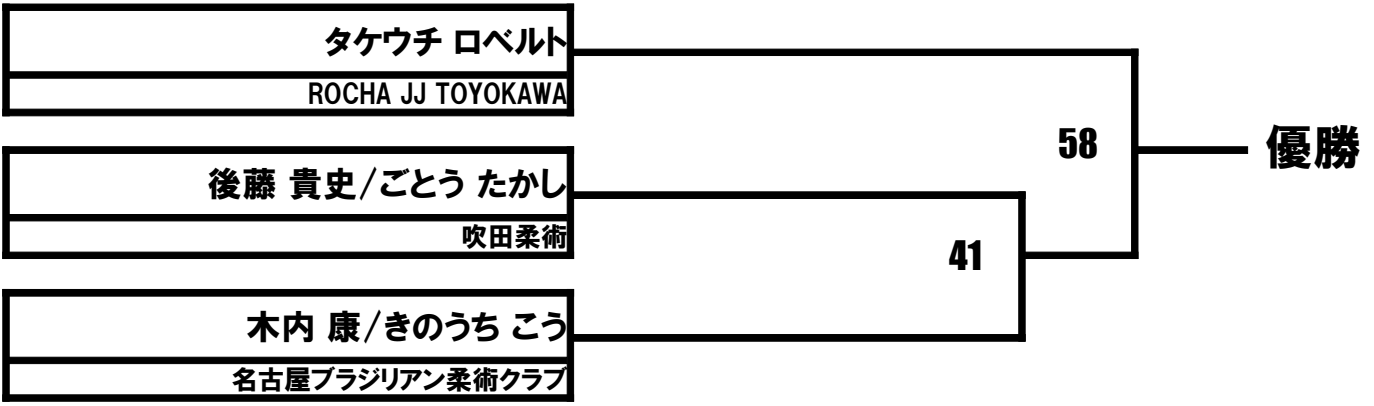 タケウチ ロベルト
ROCHA JJ TOYOKAWA
58
優勝
後藤 貴史/ごとう たかし
吹田柔術
41
木内 康/きのうち こう
名古屋ブラジリアン柔術クラブ